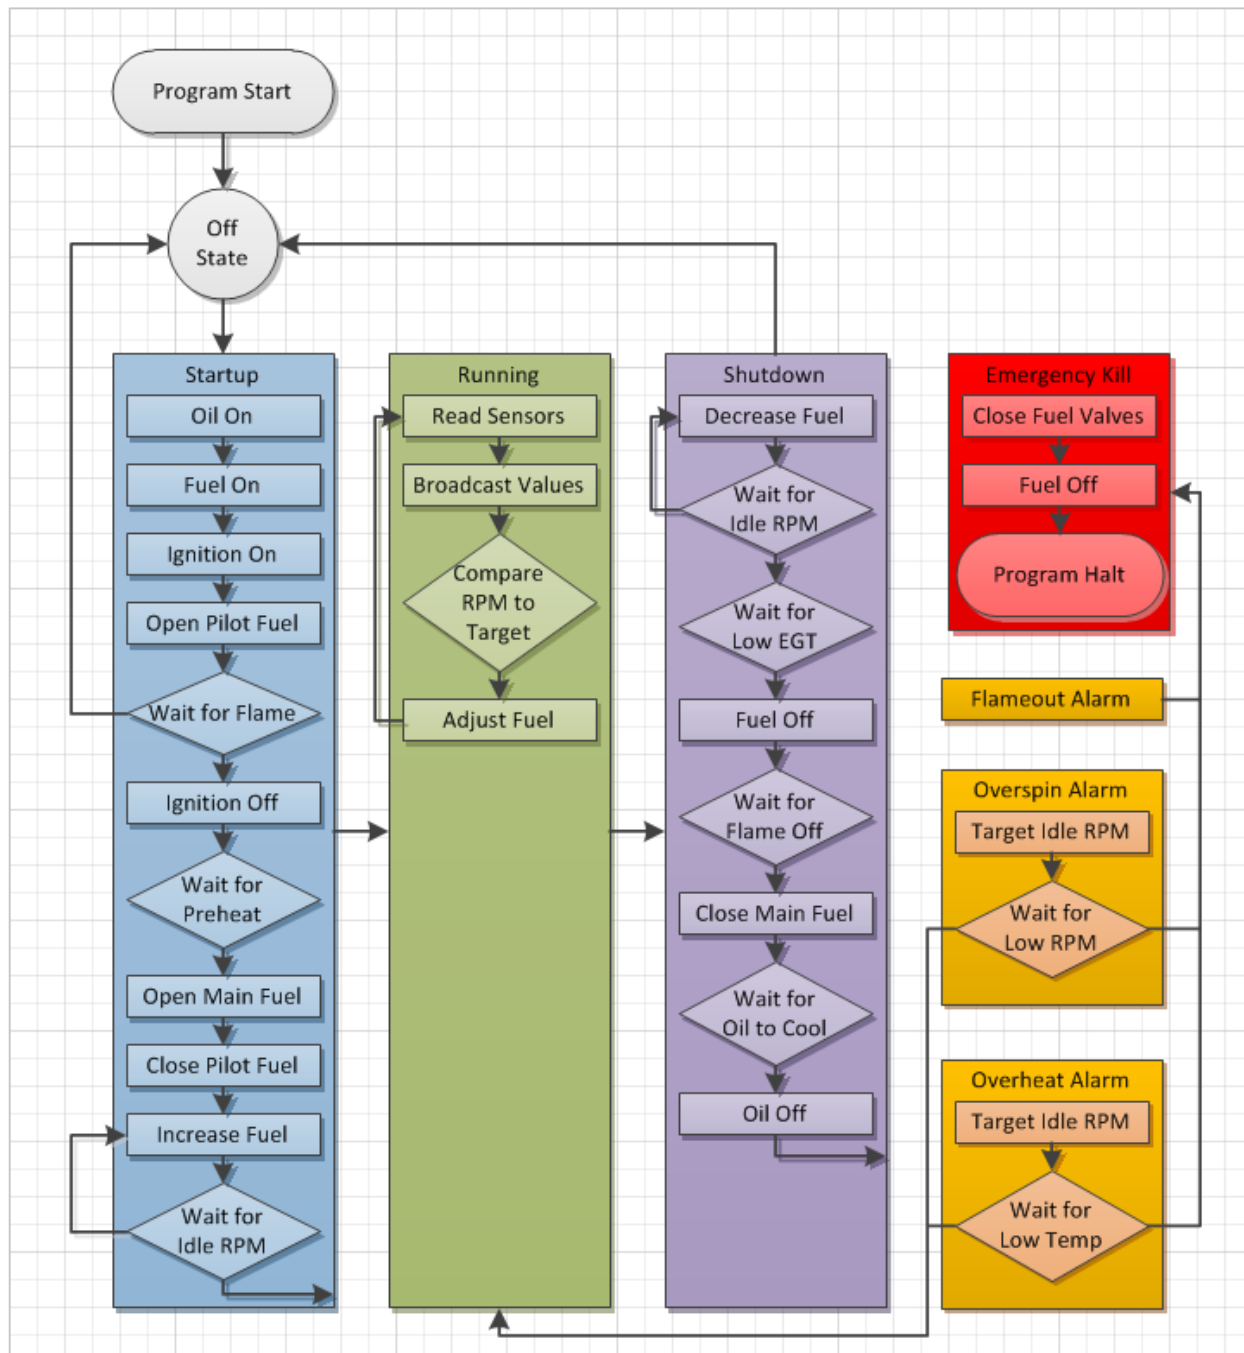 Program Start
Off
State
Startup
Oil On
Fuel On
Ignition On
Open Pilot Fuel
Wait for Flame
Ignition Off
Wait for
Preheat
Open Main Fuel
Close Pilot Fuel
Increase Fuel
Wait for
Idle RPM
Running
Read Sensors
Broadcast Values
Compare
RPM to
Target
Adjust Fuel
Shutdown
Decrease Fuel
Wait for
Idle RPM
Wait for
Low EGT
Fuel Off
Wait for
Flame Off
Close Main Fuel
Wait for
Oil to Cool
Oil Off
Emergency Kill
Close Fuel Valves
Fuel Off
Program Halt
Flameout Alarm
Overspin Alarm
Target Idle RPM
Wait for
Low RPM
Overheat Alarm
Target Idle RPM
Wait for
Low Temp